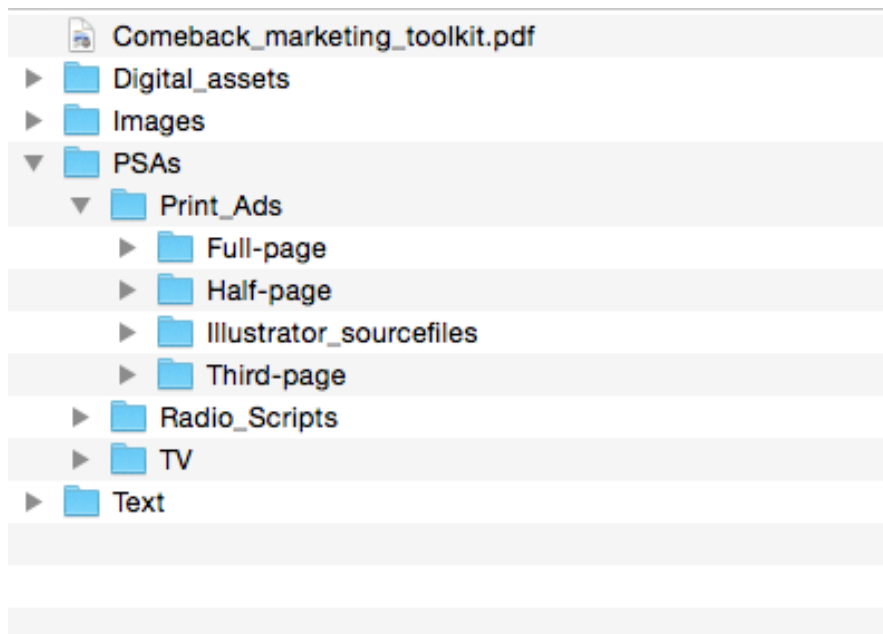 Comeback_marketing_toolkit.pdf
Digital_assets
Images
PSAs
Print_Ads
Full-page
Half-page
Illustrator_sourcefiles
Third-page
Radio_Scripts
TV
Text